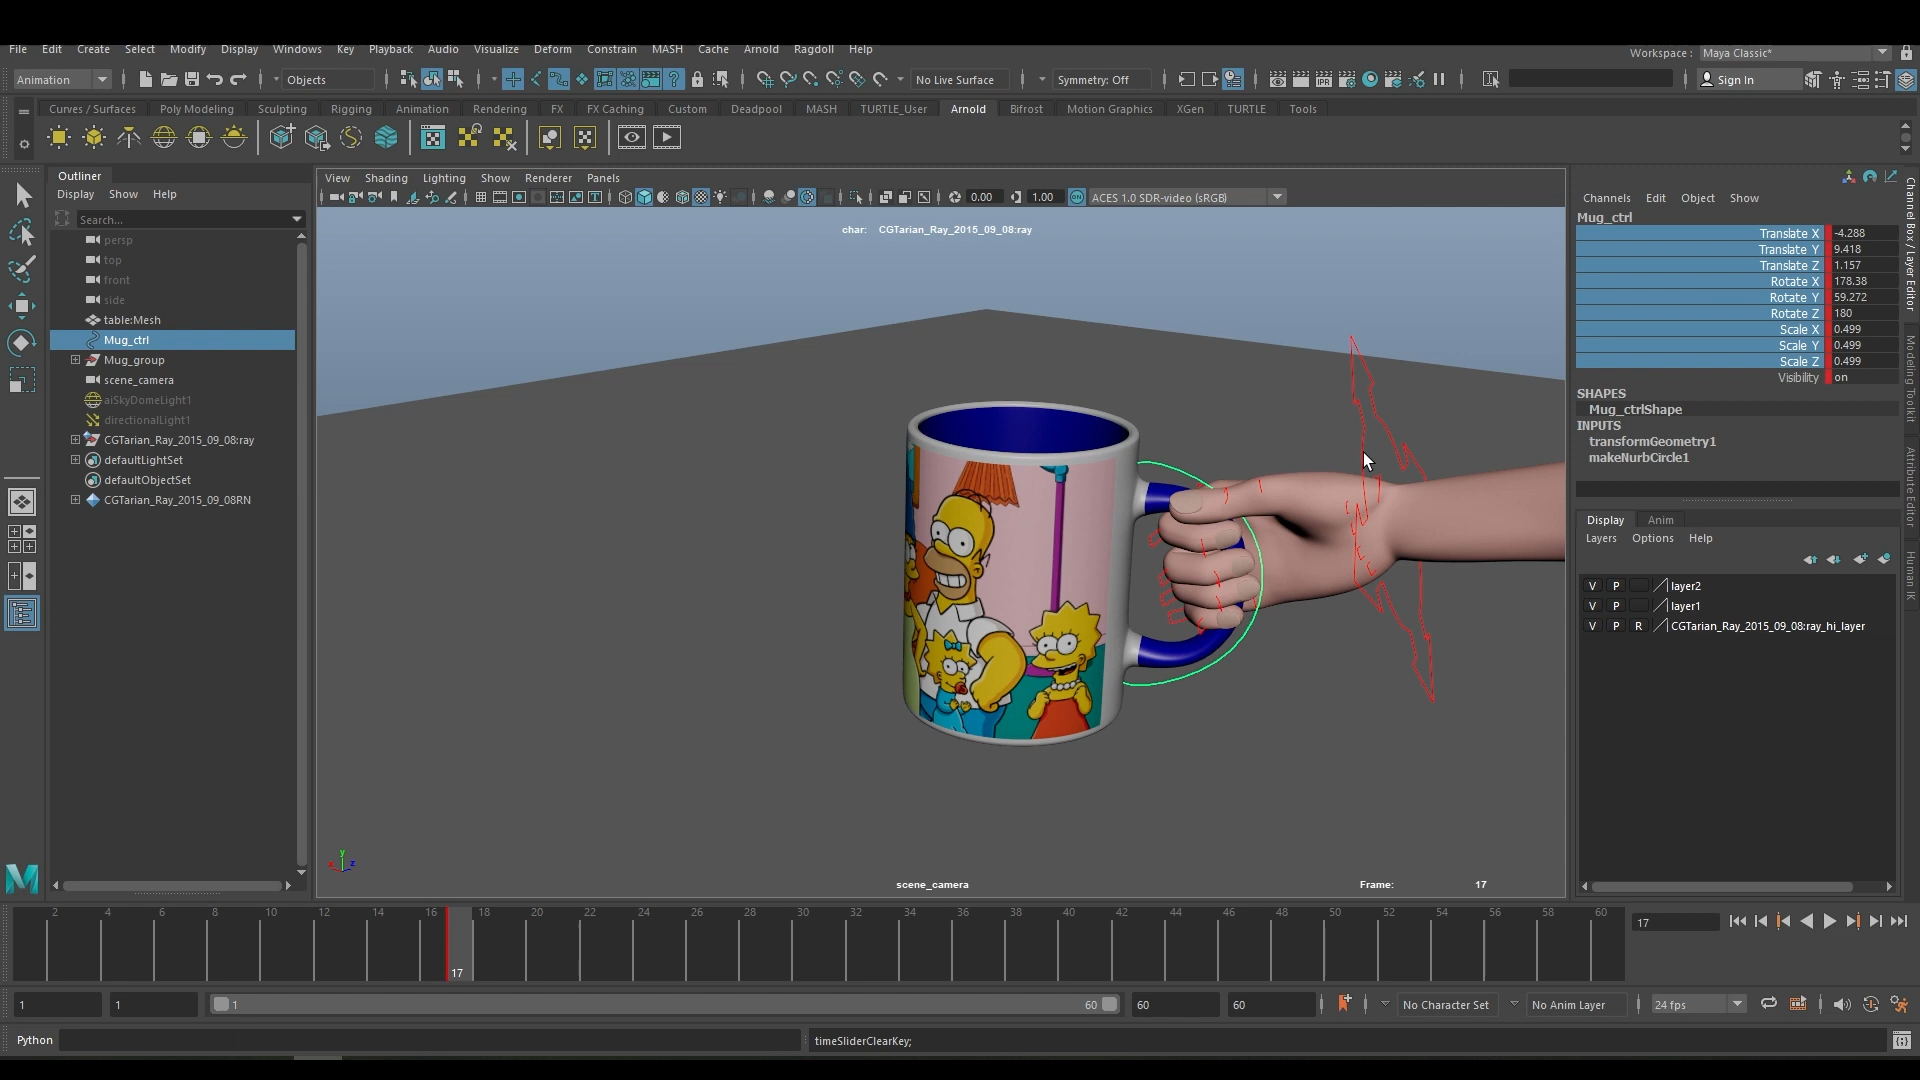 File Edit Create Select Modify Display Windows Key Playback Audio Visualize Deform Constrain MASH Cache Arnold Ragdoll Help
Workspace : Maya Classic*
Animation Objects No Live Surface Symmetry: Off Sign In
Curves / Surfaces Poly Modeling Sculpting Rigging Animation Rendering FX FX Caching Custom Deadpool MASH TURTLE_User Arnold Bifrost Motion Graphics XGen TURTLE Tools
Outliner
Display Show Help
Search...
persp
top
front
side
table:Mesh
Mug_ctrl
Mug_group
scene_camera
aiSkyDomeLight1
directionalLight1
CGTarian_Ray_2015_09_08:ray
defaultLightSet
defaultObjectSet
CGTarian_Ray_2015_09_08RN
View Shading Lighting Show Renderer Panels
0.00 1.00 ACES 1.0 SDR-video (sRGB)
char: CGTarian_Ray_2015_09_08:ray
scene_camera
Frame: 17
y x z
Channels Edit Object Show
Mug_ctrl
Translate X -4.288
Translate Y 9.418
Translate Z 1.157
Rotate X 178.38
Rotate Y 59.272
Rotate Z 180
Scale X 0.499
Scale Y 0.499
Scale Z 0.499
Visibility on
SHAPES
Mug_ctrlShape
INPUTS
transformGeometry1
makeNurbCircle1
Display Anim
Layers Options Help
V P layer2
V P layer1
V P R CGTarian_Ray_2015_09_08:ray_hi_layer
Channel Box / Layer Editor
Modeling Toolkit
Attribute Editor
Human IK
2 4 6 8 10 12 14 16 18 20 22 24 26 28 30 32 34 36 38 40 42 44 46 48 50 52 54 56 58 60
17
17
1 1 1 60 60 60 No Character Set No Anim Layer 24 fps
Python timeSliderClearKey;